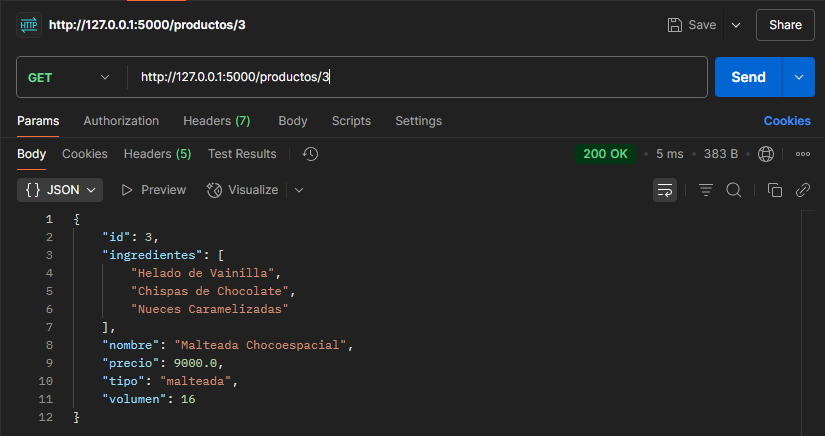 HTTP http://127.0.0.1:5000/productos/3 Save Share
GET http://127.0.0.1:5000/productos/3 Send
Params Authorization Headers (7) Body Scripts Settings Cookies
Body Cookies Headers (5) Test Results 200 OK • 5 ms • 383 B •
{} JSON Preview Visualize
1 {
2 "id": 3,
3 "ingredientes": [
4 "Helado de Vainilla",
5 "Chispas de Chocolate",
6 "Nueces Caramelizadas"
7 ],
8 "nombre": "Malteada Chocoespacial",
9 "precio": 9000.0,
10 "tipo": "malteada",
11 "volumen": 16
12 }